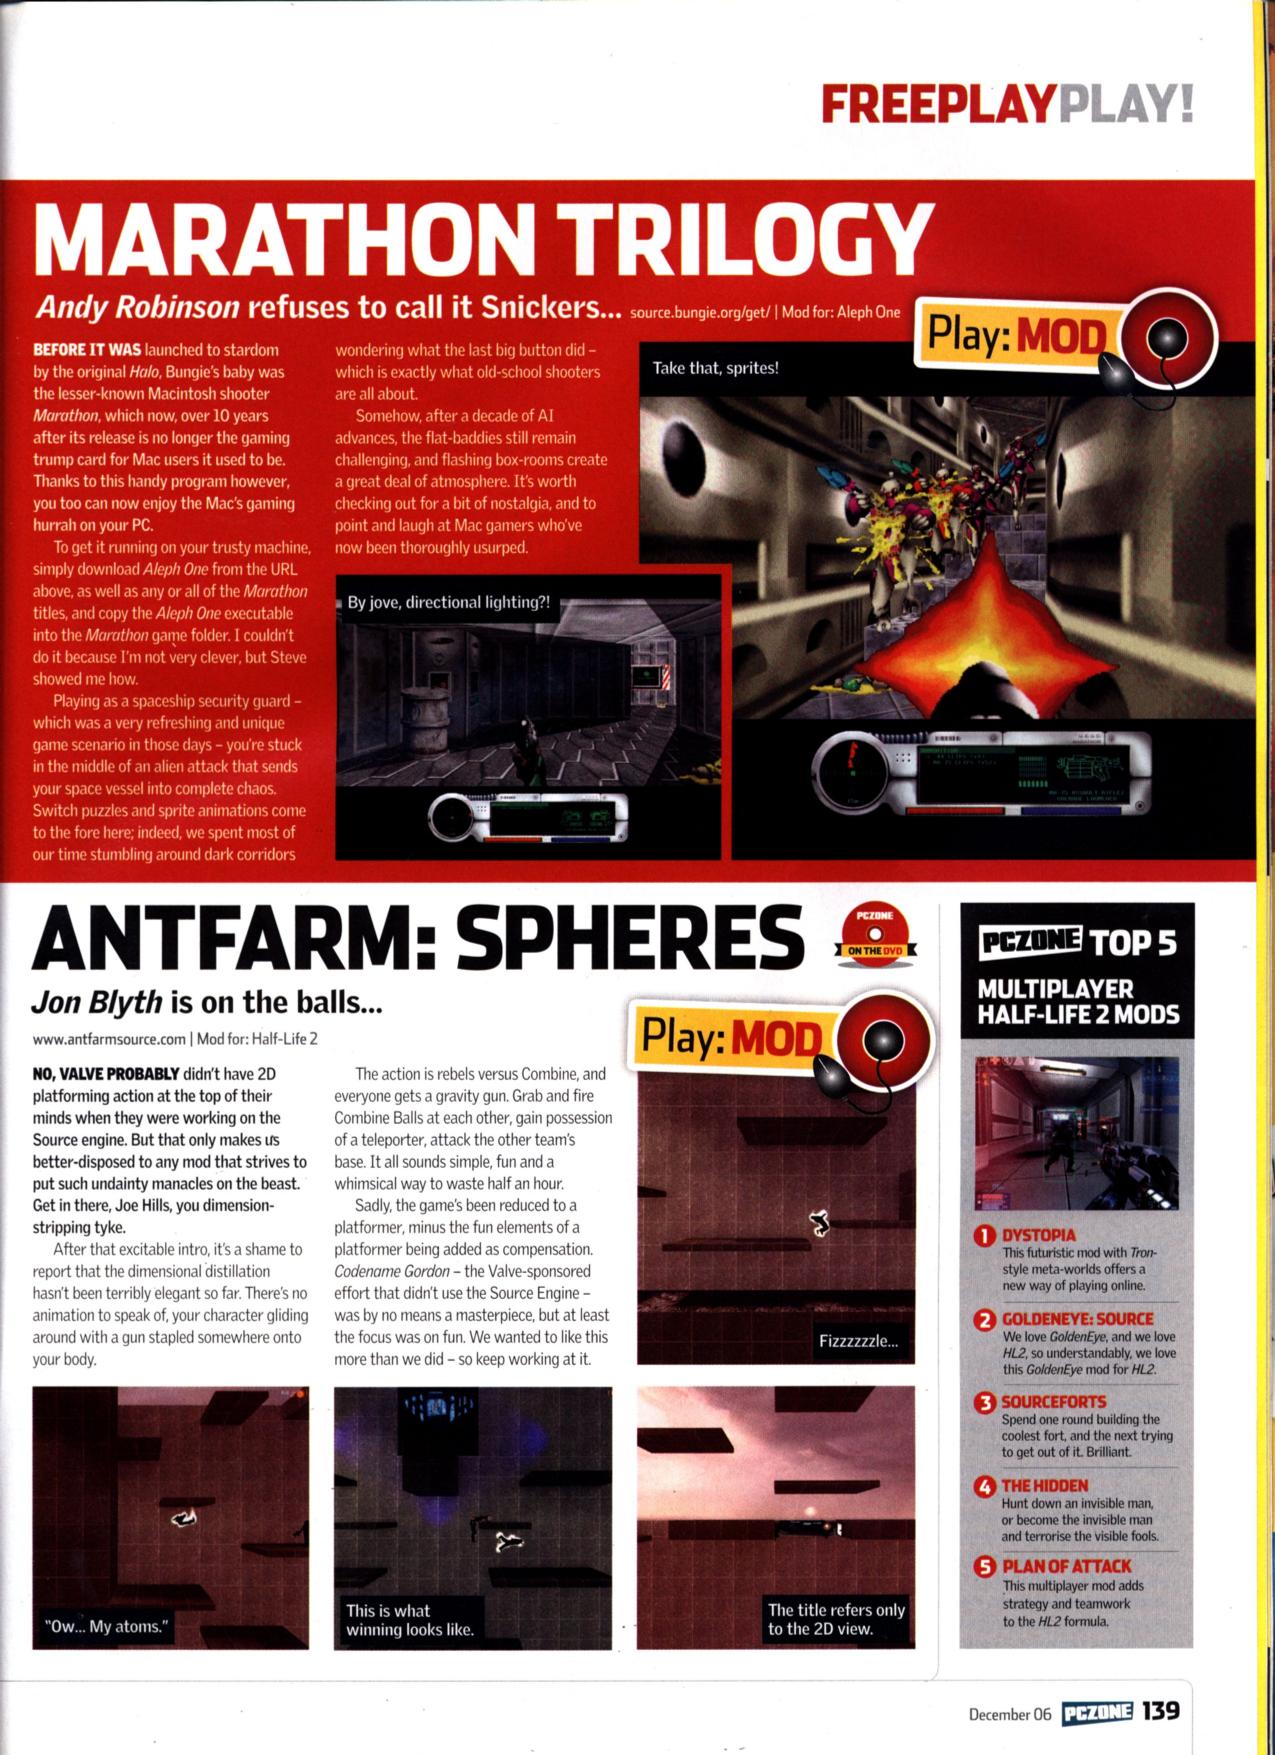 FREEPLAYPLAY!
MARATHON TRILOGY
Andy Robinson refuses to call it Snickers... source.bungie.org/get/ | Mod for: Aleph One
Play: MOD
BEFORE IT WAS launched to stardom
by the original Halo, Bungie's baby was
the lesser-known Macintosh shooter
Marathon, which now, over 10 years
after its release is no longer the gaming
trump card for Mac users it used to be.
Thanks to this handy program however,
you too can now enjoy the Mac's gaming
hurrah on your PC.
To get it running on your trusty machine,
simply download Aleph One from the URL
above, as well as any or all of the Marathon
titles, and copy the Aleph One executable
into the Marathon game folder. I couldn't
do it because I'm not very clever, but Steve
showed me how.
Playing as a spaceship security guard –
which was a very refreshing and unique
game scenario in those days – you're stuck
in the middle of an alien attack that sends
your space vessel into complete chaos.
Switch puzzles and sprite animations come
to the fore here; indeed, we spent most of
our time stumbling around dark corridors
wondering what the last big button did –
which is exactly what old-school shooters
are all about.
Somehow, after a decade of AI
advances, the flat-baddies still remain
challenging, and flashing box-rooms create
a great deal of atmosphere. It's worth
checking out for a bit of nostalgia, and to
point and laugh at Mac gamers who've
now been thoroughly usurped.
By jove, directional lighting?!
Take that, sprites!
ANTFARM: SPHERES
PCZONE
ON THE DVD
Jon Blyth is on the balls...
www.antfarmsource.com | Mod for: Half-Life 2
Play: MOD
NO, VALVE PROBABLY didn't have 2D
platforming action at the top of their
minds when they were working on the
Source engine. But that only makes us
better-disposed to any mod that strives to
put such undainty manacles on the beast.
Get in there, Joe Hills, you dimension-
stripping tyke.
After that excitable intro, it's a shame to
report that the dimensional distillation
hasn't been terribly elegant so far. There's no
animation to speak of, your character gliding
around with a gun stapled somewhere onto
your body.
The action is rebels versus Combine, and
everyone gets a gravity gun. Grab and fire
Combine Balls at each other, gain possession
of a teleporter, attack the other team's
base. It all sounds simple, fun and a
whimsical way to waste half an hour.
Sadly, the game's been reduced to a
platformer, minus the fun elements of a
platformer being added as compensation.
Codename Gordon – the Valve-sponsored
effort that didn't use the Source Engine –
was by no means a masterpiece, but at least
the focus was on fun. We wanted to like this
more than we did – so keep working at it.
Fizzzzzzle...
"Ow... My atoms."
This is what
winning looks like.
The title refers only
to the 2D view.
PCZONE TOP 5
MULTIPLAYER
HALF-LIFE 2 MODS
1 DYSTOPIA
This futuristic mod with Tron-
style meta-worlds offers a
new way of playing online.
2 GOLDENEYE: SOURCE
We love GoldenEye, and we love
HL2, so understandably, we love
this GoldenEye mod for HL2.
3 SOURCEFORTS
Spend one round building the
coolest fort, and the next trying
to get out of it. Brilliant.
4 THE HIDDEN
Hunt down an invisible man,
or become the invisible man
and terrorise the visible fools.
5 PLAN OF ATTACK
This multiplayer mod adds
strategy and teamwork
to the HL2 formula.
December 06 PCZONE 139